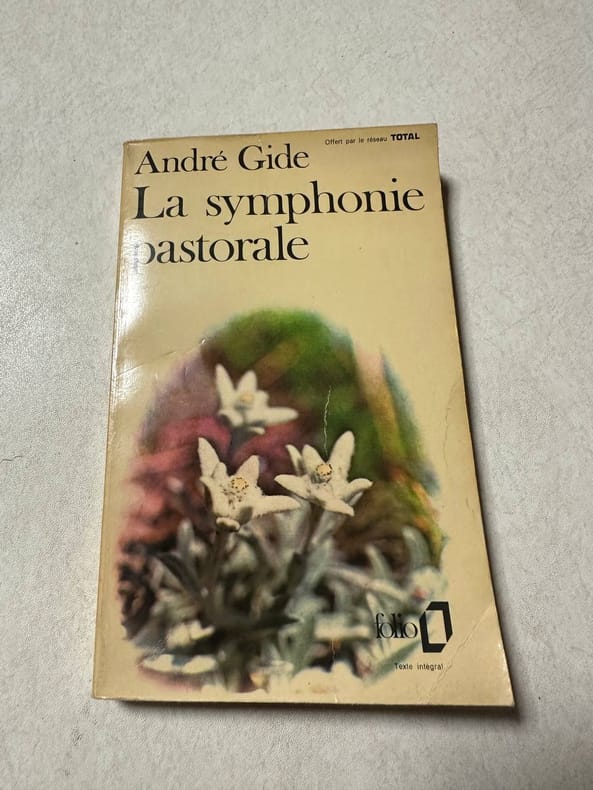 Offert par le réseau TOTAL
André Gide
La symphonie
pastorale
folio
Texte intégral